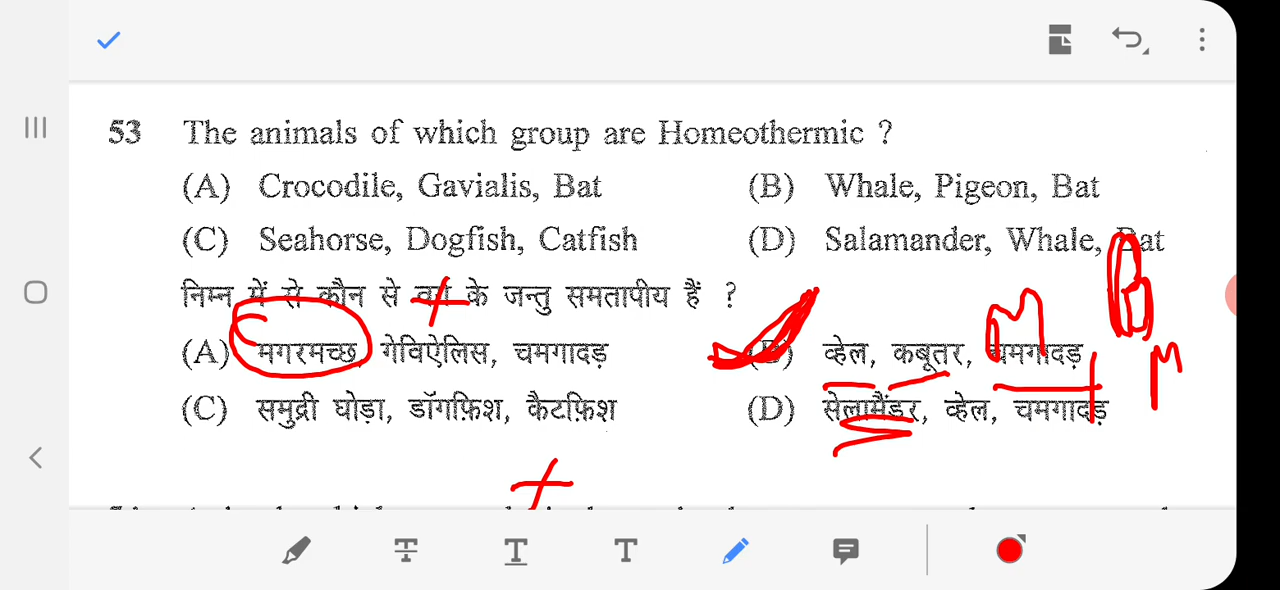 53 The animals of which group are Homeothermic ?
(A) Crocodile, Gavialis, Bat (B) Whale, Pigeon, Bat
(C) Seahorse, Dogfish, Catfish (D) Salamander, Whale, Bat
निम्न में से कौन से वर्ग के जन्तु समतापीय हैं ?
(A) मगरमच्छ, गेविऐलिस, चमगादड़ (B) व्हेल, कबूतर, चमगादड़
(C) समुद्री घोड़ा, डॉगफ़िश, कैटफ़िश (D) सेलामैंडर, व्हेल, चमगादड़
M
B
M